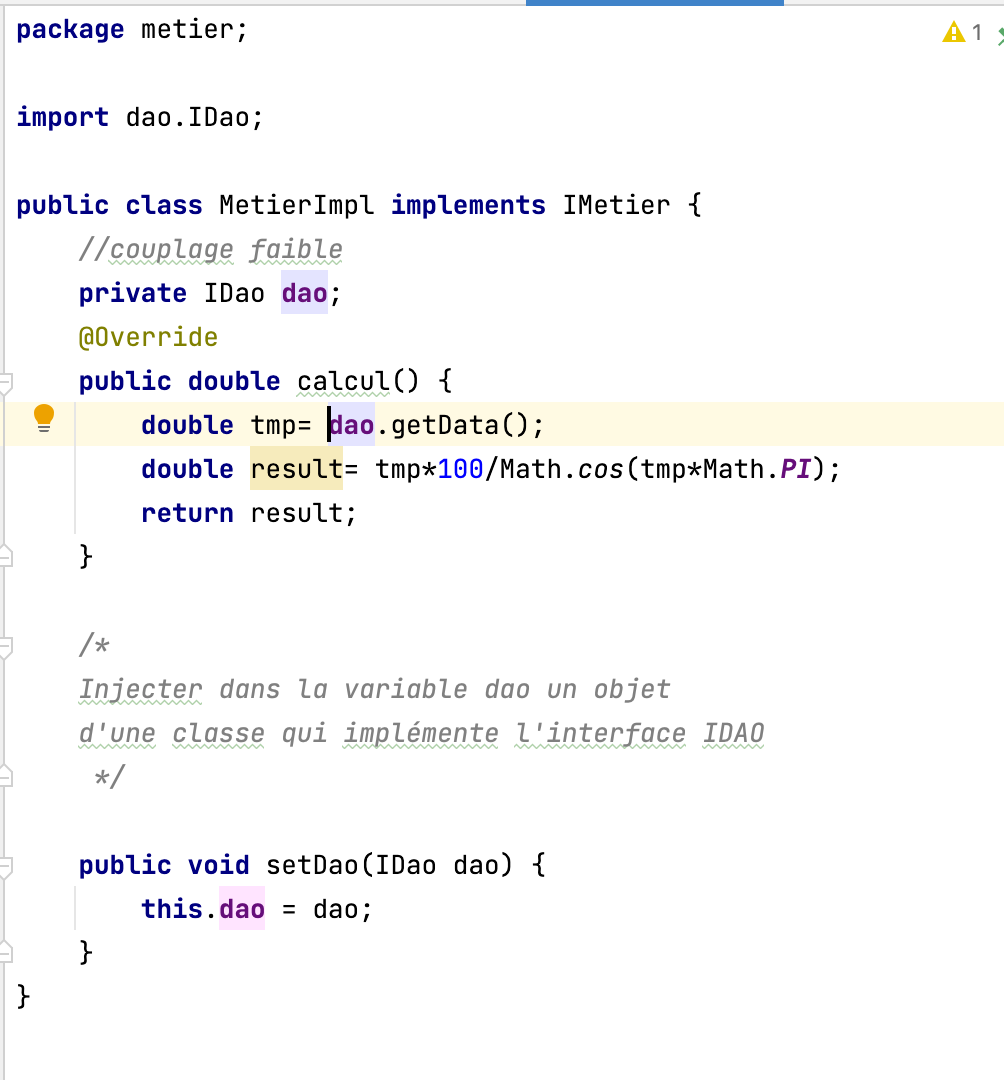 package metier;
1
import dao.IDao;
public class MetierImpl implements IMetier {
//couplage faible
private IDao dao;
@Override
public double calcul() {
double tmp= dao.getData();
double result= tmp*100/Math.cos(tmp*Math.PI);
return result;
}
/*
Injecter dans la variable dao un objet
d'une classe qui implémente l'interface IDAO
*/
public void setDao(IDao dao) {
this.dao = dao;
}
}